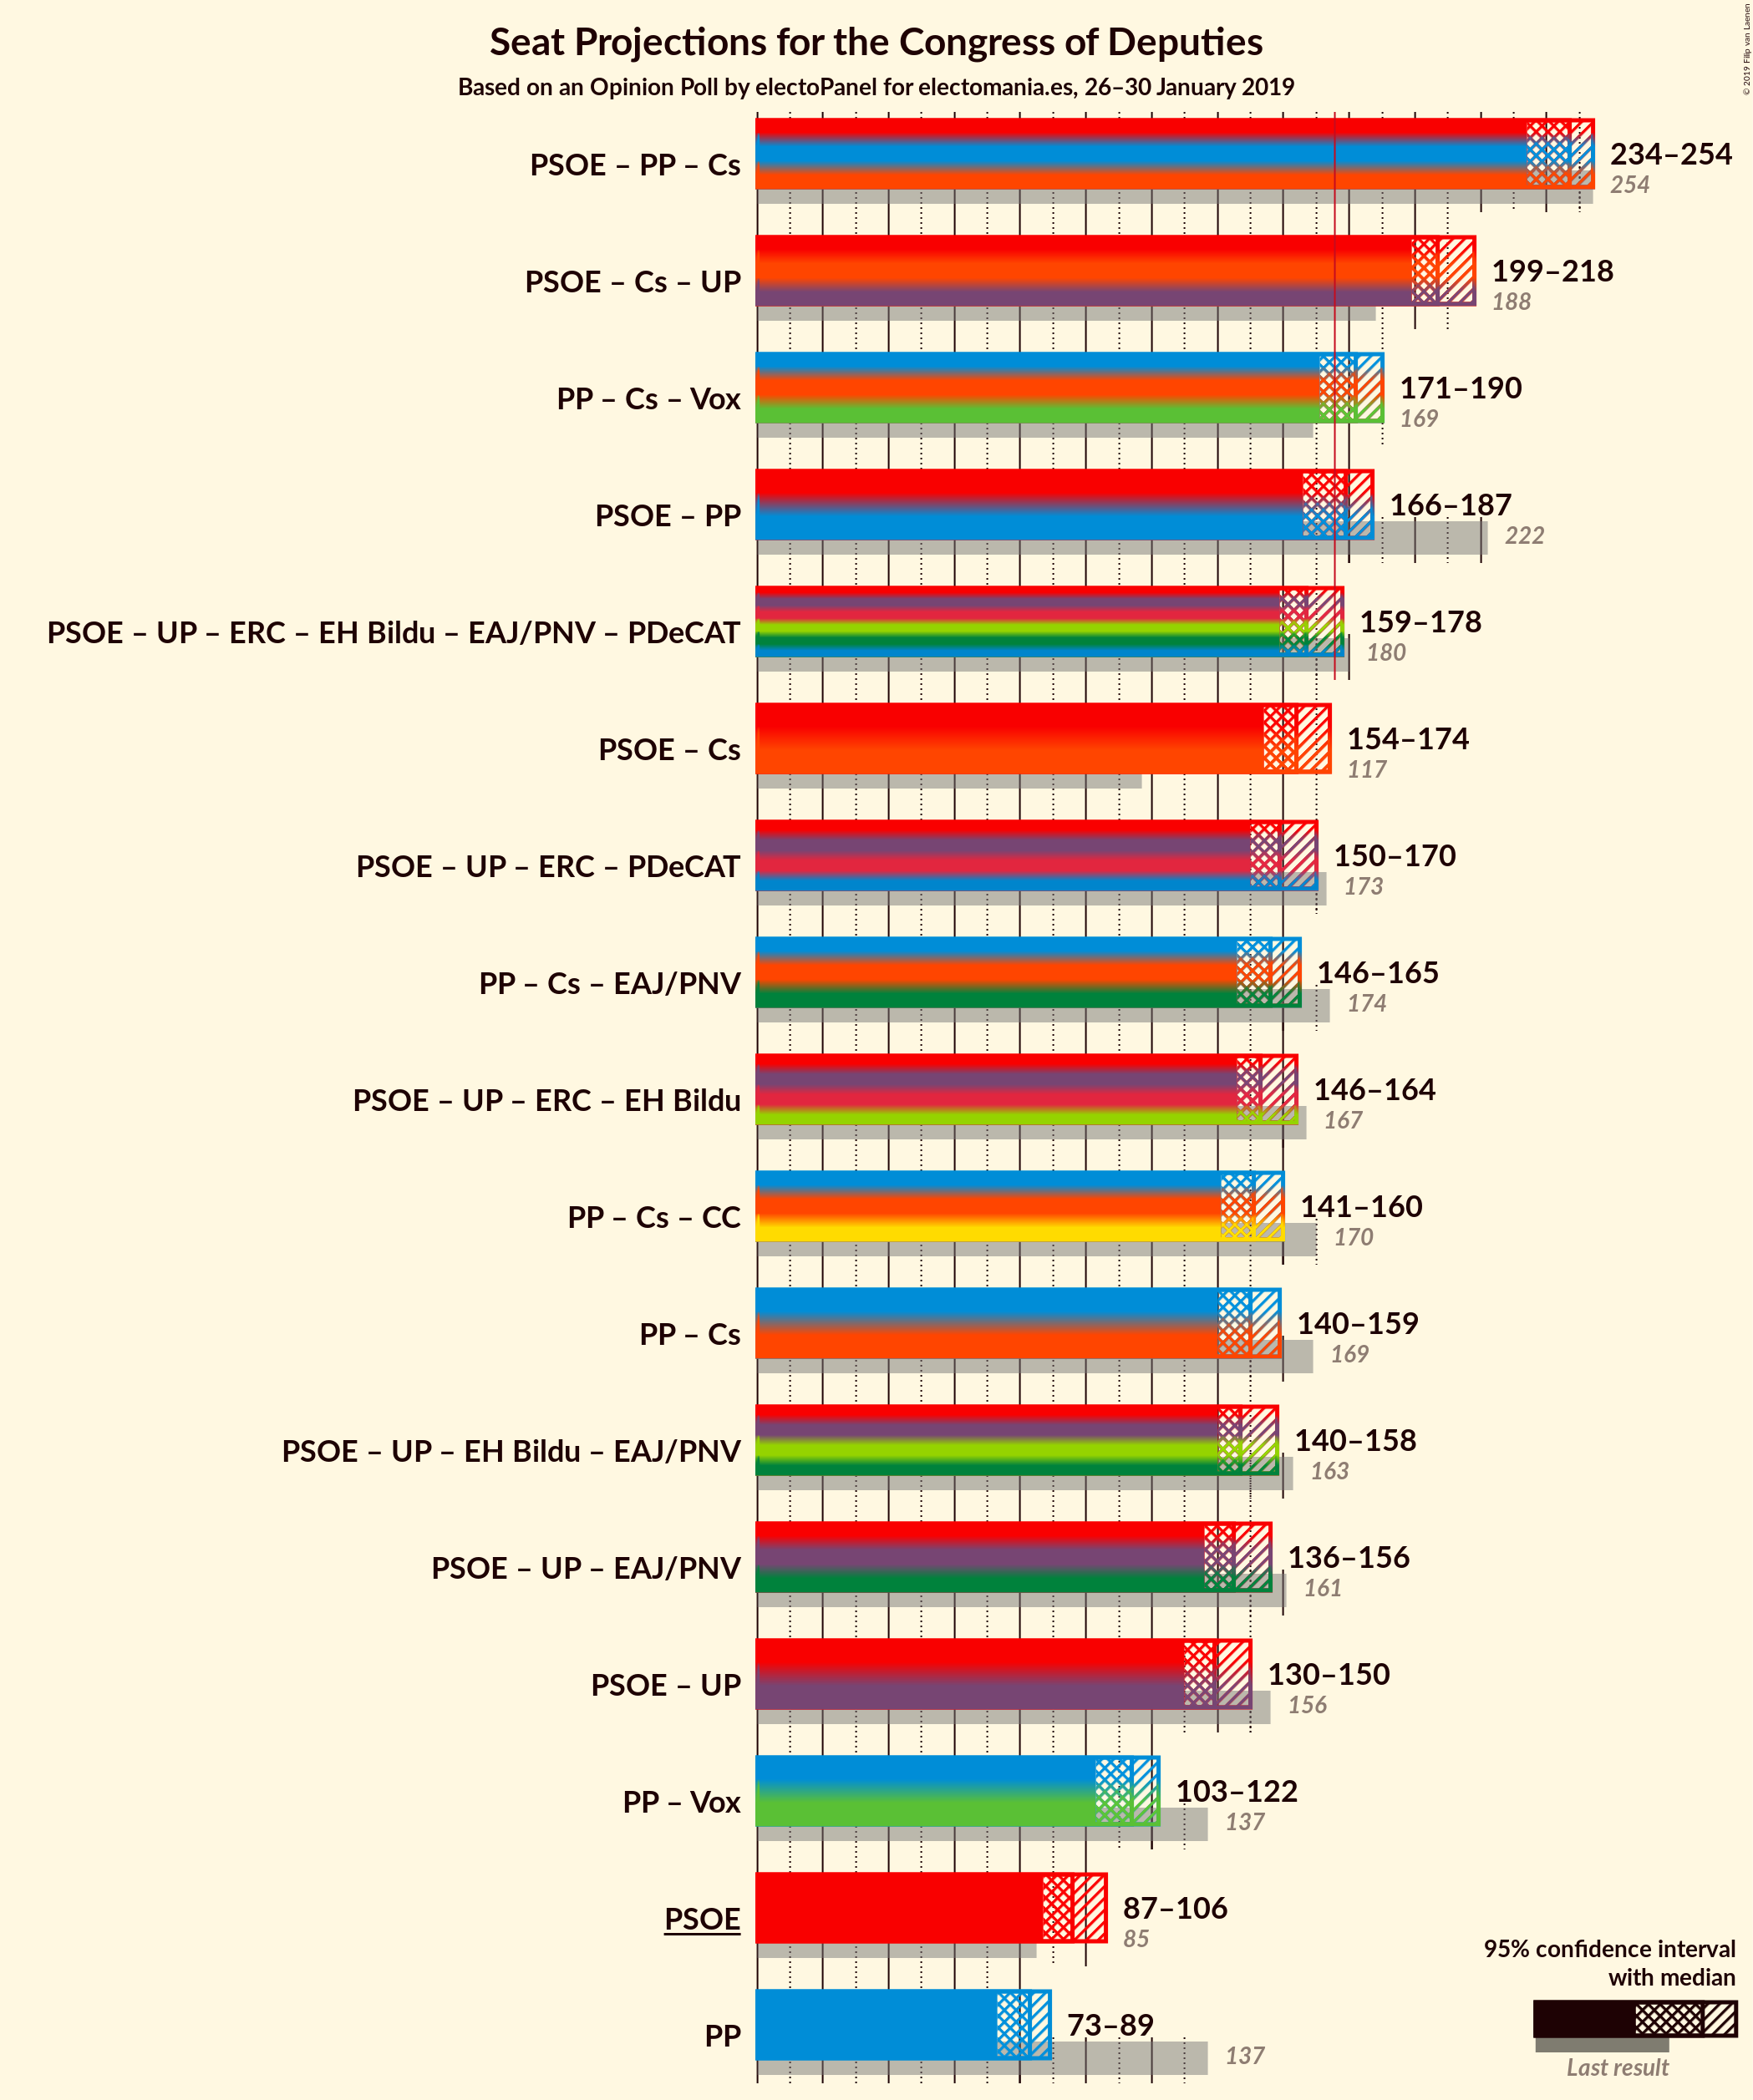 Seat Projections for the Congress of Deputies
Based on an Opinion Poll by electoPanel for electomania.es, 26–30 January 2019
© 2019 Filip van Laenen
PSOE – PP – Cs
234–254
254
PSOE – Cs – UP
199–218
188
PP – Cs – Vox
171–190
169
PSOE – PP
166–187
222
PSOE – UP – ERC – EH Bildu – EAJ/PNV – PDeCAT
159–178
180
PSOE – Cs
154–174
117
PSOE – UP – ERC – PDeCAT
150–170
173
PP – Cs – EAJ/PNV
146–165
174
PSOE – UP – ERC – EH Bildu
146–164
167
PP – Cs – CC
141–160
170
PP – Cs
140–159
169
PSOE – UP – EH Bildu – EAJ/PNV
140–158
163
PSOE – UP – EAJ/PNV
136–156
161
PSOE – UP
130–150
156
PP – Vox
103–122
137
PSOE
87–106
85
PP
73–89
137
95% confidence interval
with median
Last result